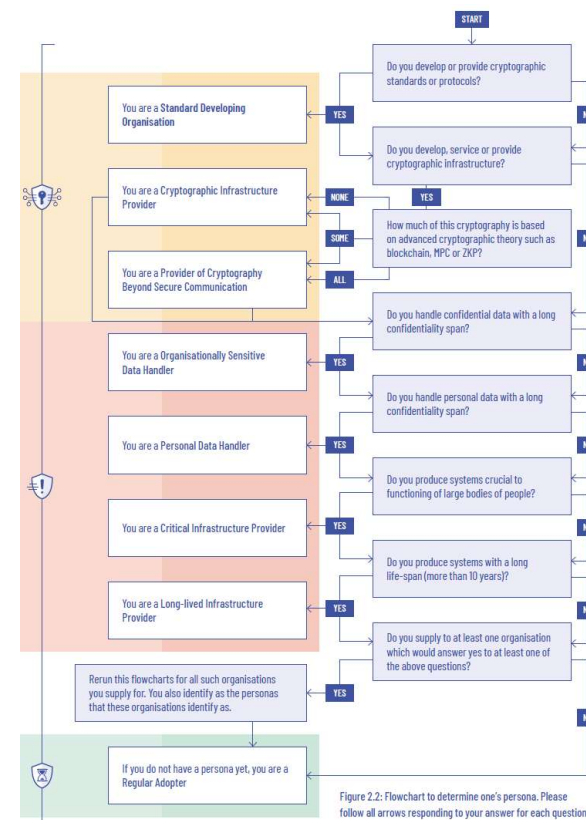 START
Do you develop or provide cryptographic
standards or protocols?
You are a Standard Developing
Organisation
YES
Do you develop, service or provide
cryptographic infrastructure?
You are a Cryptographic Infrastructure
Provider
NONE
YES
How much of this cryptography is based
on advanced cryptographic theory such as
blockchain, MPC or ZKP?
SOME
You are a Provider of Cryptography
Beyond Secure Communication
ALL
Do you handle confidential data with a long
confidentiality span?
You are a Organisationally Sensitive
Data Handler
YES
Do you handle personal data with a long
confidentiality span?
You are a Personal Data Handler
YES
Do you produce systems crucial to
functioning of large bodies of people?
You are a Critical Infrastructure Provider
YES
Do you produce systems with a long
life-span (more than 10 years)?
You are a Long-lived Infrastructure
Provider
YES
Do you supply to at least one organisation
which would answer yes to at least one of
the above questions?
Rerun this flowcharts for all such organisations
you supply for. You also identify as the personas
that these organisations identify as.
YES
If you do not have a persona yet, you are a
Regular Adopter
Figure 2.2: Flowchart to determine one's persona. Please
follow all arrows responding to your answer for each question